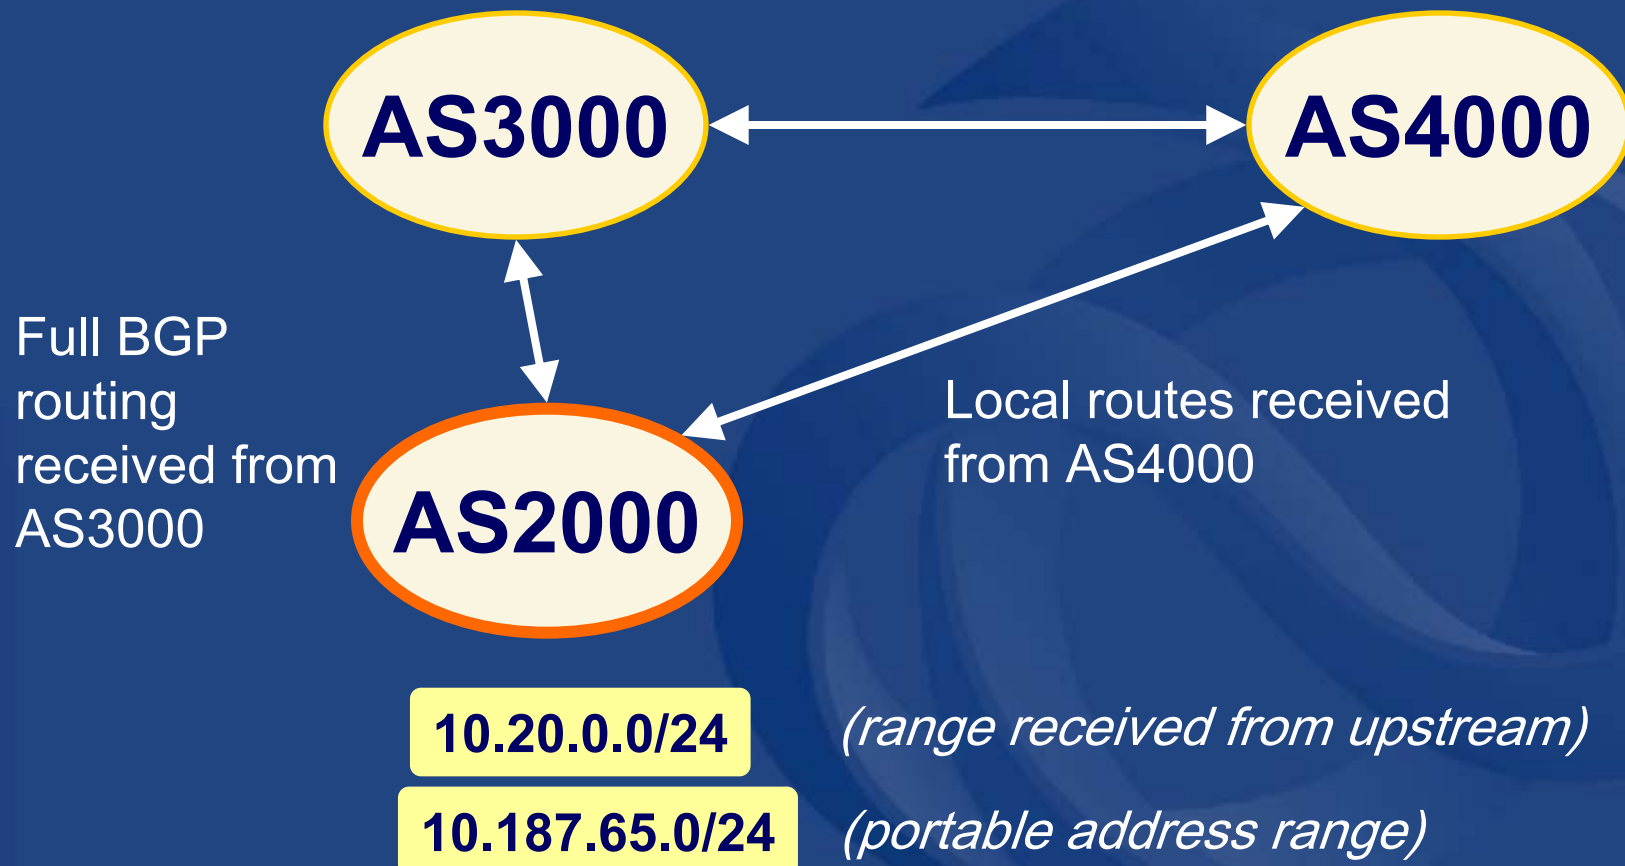 AS3000
AS4000
Full BGP
routing
received from
AS3000
Local routes received
from AS4000
AS2000
10.20.0.0/24
(range received from upstream)
10.187.65.0/24
(portable address range)